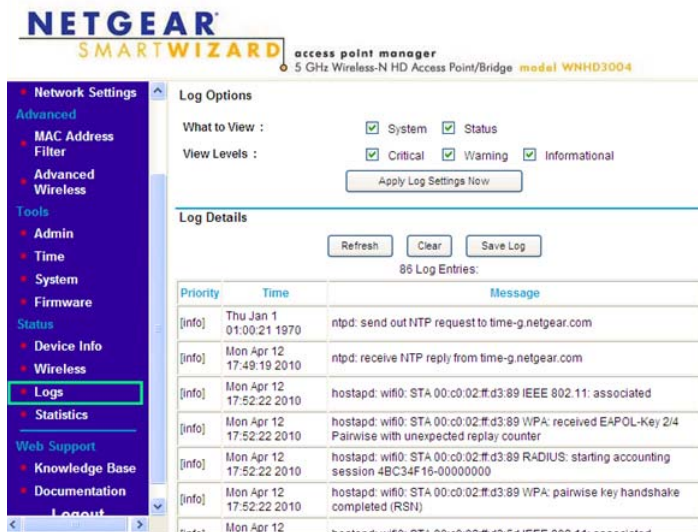 NETGEAR
SMARTWIZARD access point manager
5 GHz Wireless-N HD Access Point/Bridge model WNHD3004
Network Settings
Advanced
MAC Address
Filter
Advanced
Wireless
Tools
Admin
Time
System
Firmware
Status
Device Info
Wireless
Logs
Statistics
Web Support
Knowledge Base
Documentation
Logout
Log Options
What to View :
System
Status
View Levels :
Critical
Warning
Informational
Apply Log Settings Now
Log Details
Refresh
Clear
Save Log
86 Log Entries:
Priority Time Message
[info] Thu Jan 1
01:00:21 1970
ntpd: send out NTP request to time-g.netgear.com
[info] Mon Apr 12
17:49:19 2010
ntpd: receive NTP reply from time-g.netgear.com
[info] Mon Apr 12
17:52:22 2010
hostapd: wifi0: STA 00:c0:02:ff:d3:89 IEEE 802.11: associated
[info] Mon Apr 12
17:52:22 2010
hostapd: wifi0: STA 00:c0:02:ff:d3:89 WPA: received EAPOL-Key 2/4
Pairwise with unexpected replay counter
[info] Mon Apr 12
17:52:22 2010
hostapd: wifi0: STA 00:c0:02:ff:d3:89 RADIUS: starting accounting
session 4BC34F16-00000000
[info] Mon Apr 12
17:52:22 2010
hostapd: wifi0: STA 00:c0:02:ff:d3:89 WPA: pairwise key handshake
completed (RSN)
Mon Apr 12